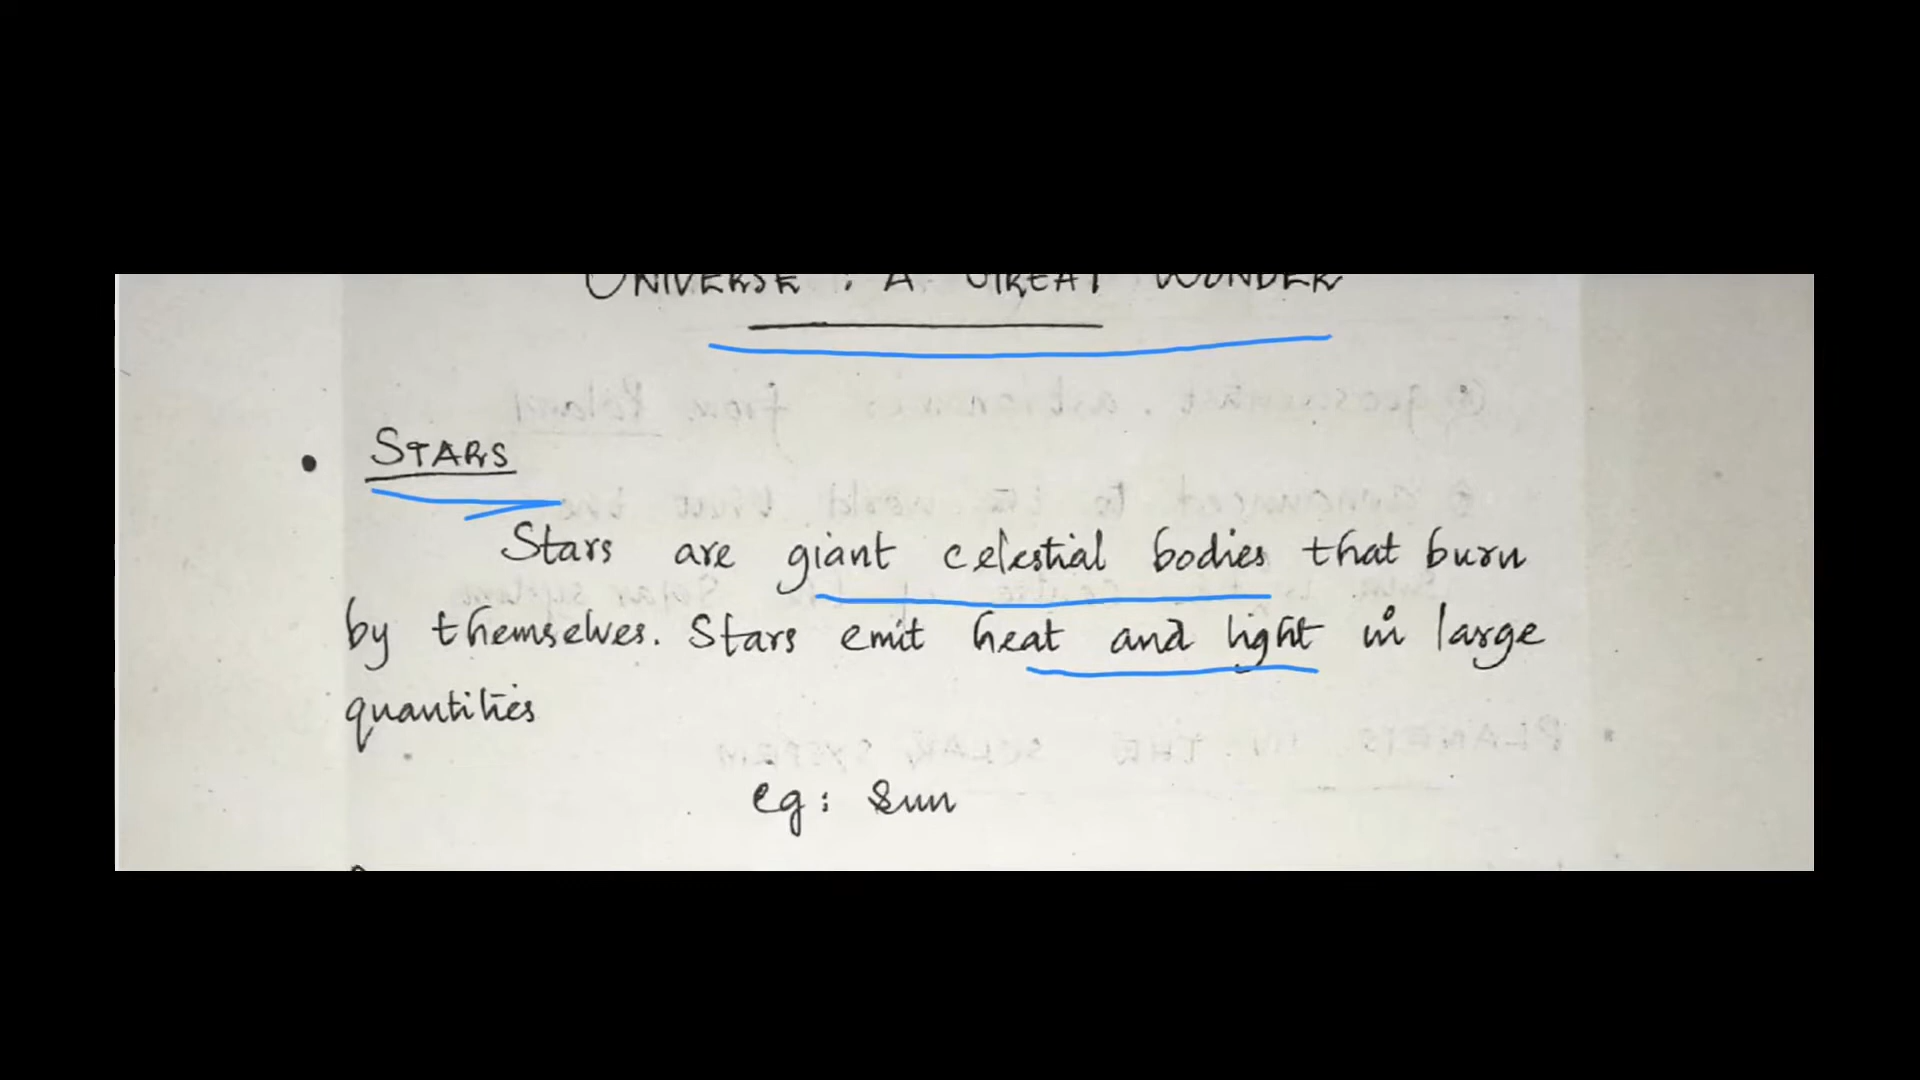 UNIVERSE : A GREAT WONDER
• STARS
Stars are giant celestial bodies that burn
by themselves. Stars emit heat and light in large
quantities
eg: Sun